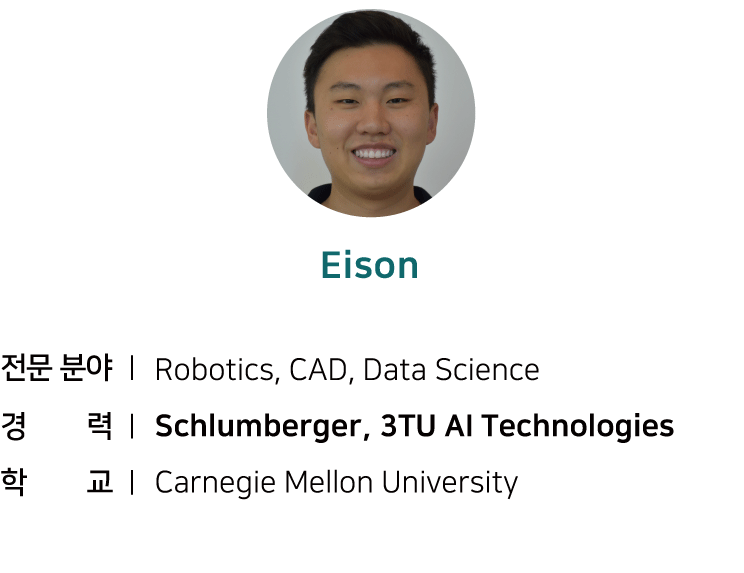 Eison
전문 분야 | Robotics, CAD, Data Science
경 력 | Schlumberger, 3TU AI Technologies
학 교 | Carnegie Mellon University